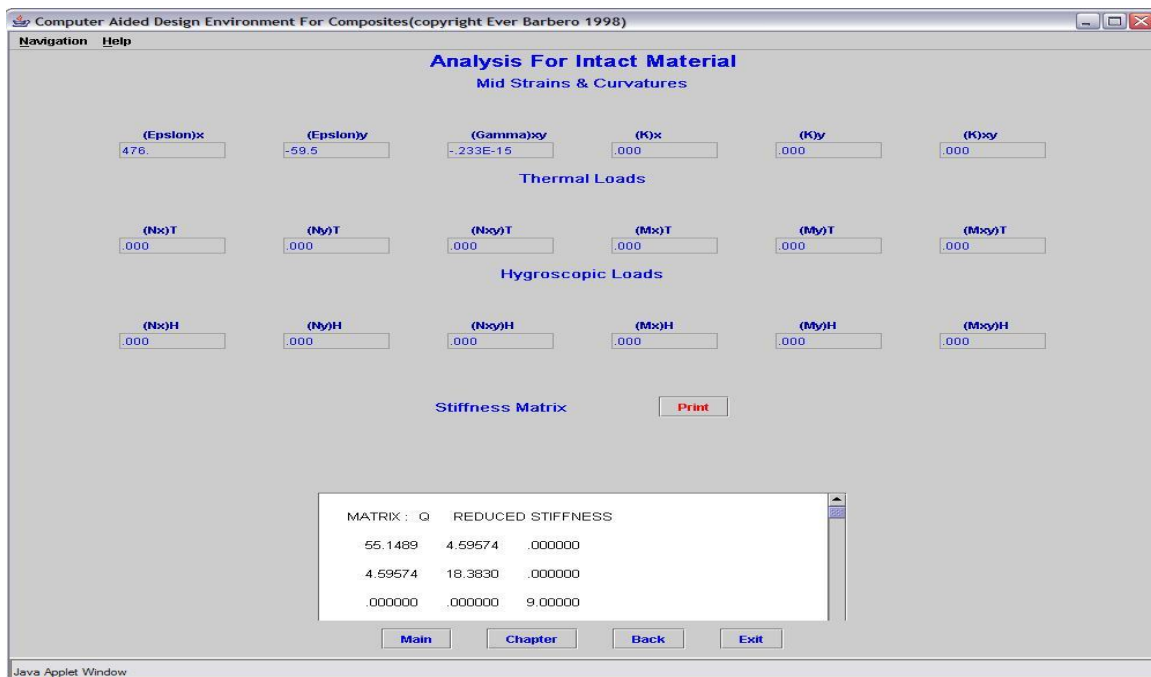 Computer Aided Design Environment For Composites(copyright Ever Barbero 1998)
Navigation Help
Analysis For Intact Material
Mid Strains & Curvatures
(Epslon)x (Epslon)y (Gamma)xy (K)x (K)y (K)xy
476. -59.5 -.233E-15 .000 .000 .000
Thermal Loads
(Nx)T (Ny)T (Nxy)T (Mx)T (My)T (Mxy)T
.000 .000 .000 .000 .000 .000
Hygroscopic Loads
(Nx)H (Ny)H (Nxy)H (Mx)H (My)H (Mxy)H
.000 .000 .000 .000 .000 .000
Stiffness Matrix Print
MATRIX : Q REDUCED STIFFNESS
55.1489 4.59574 .000000
4.59574 18.3830 .000000
.000000 .000000 9.00000
Main Chapter Back Exit
Java Applet Window